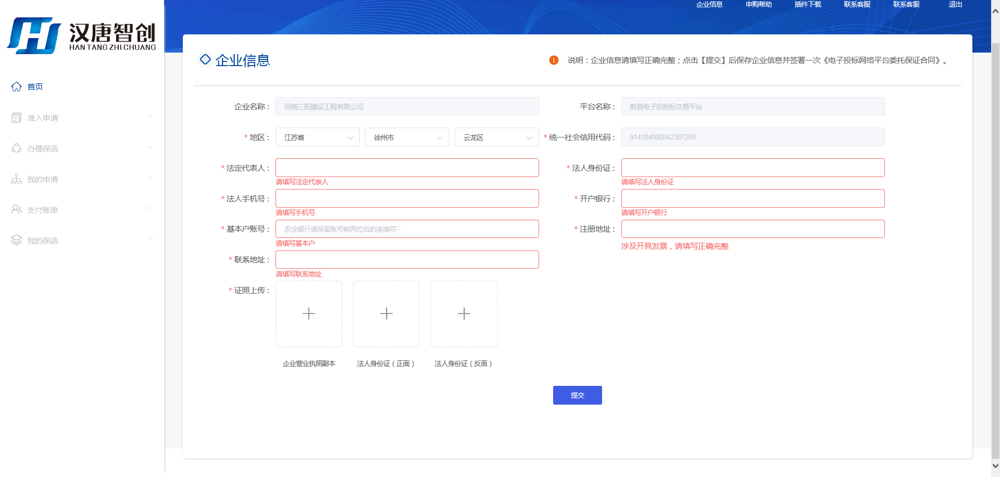 企业信息 申购帮助 插件下载 联系客服 联系客服 退出
汉唐智创
HAN TANG ZHI CHUANG
首页
准入申请
办理保函
我的申请
支付账单
我的保函
企业信息
说明：企业信息请填写正确完整；点击【提交】后保存企业信息并签署一次《电子投标网络平台委托保证合同》。
企业名称： 河南三阳建设工程有限公司 平台名称： 新县电子招投标交易平台
* 地区： 江苏省 徐州市 云龙区 * 统一社会信用代码： 914104000842387289
* 法定代表人： * 法人身份证：
请填写法定代表人 请填写法人身份证
* 法人手机号： * 开户银行：
请填写手机号 请填写开户银行
* 基本户账号： 农业银行请保留账号前两位后的连接符'-' * 注册地址：
请填写基本户 涉及开具发票，请填写正确完整
* 联系地址：
请填写联系地址
* 证照上传：
企业营业执照副本 法人身份证（正面） 法人身份证（反面）
提交